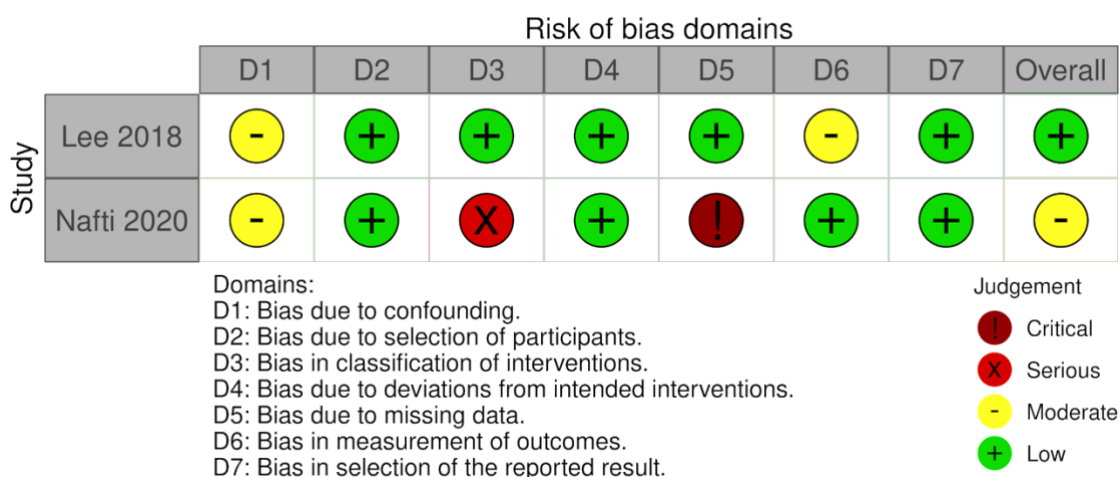 Risk of bias domains
D1 D2 D3 D4 D5 D6 D7 Overall
Study
Lee 2018 - + + + + - + +
Nafti 2020 - + X + ! + + -
Domains:
D1: Bias due to confounding.
D2: Bias due to selection of participants.
D3: Bias in classification of interventions.
D4: Bias due to deviations from intended interventions.
D5: Bias due to missing data.
D6: Bias in measurement of outcomes.
D7: Bias in selection of the reported result.
Judgement
! Critical
X Serious
- Moderate
+ Low